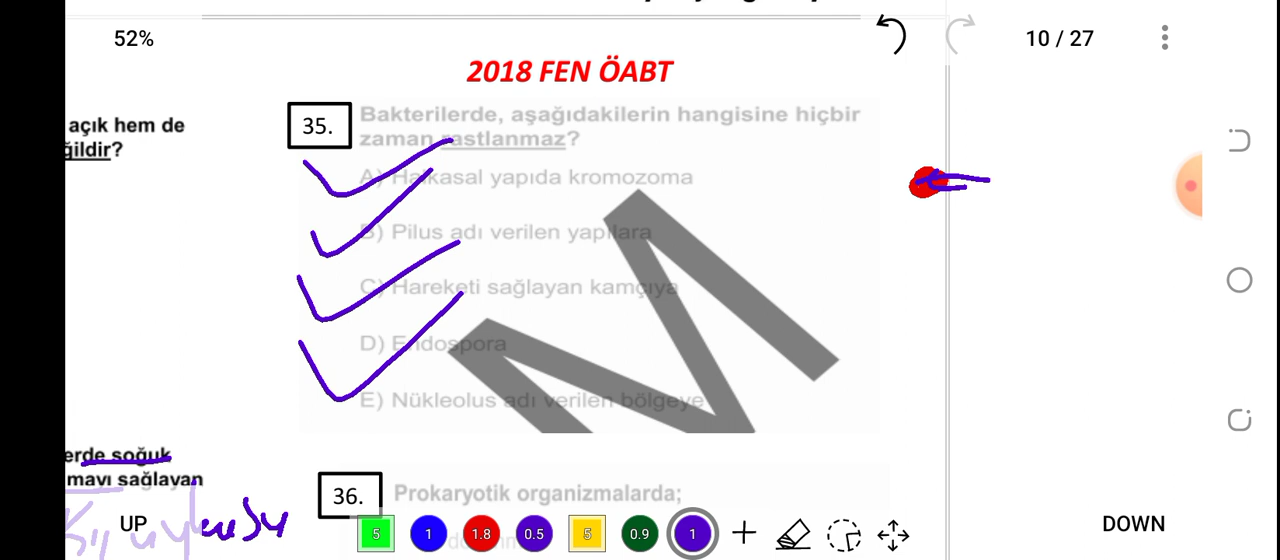 52%
10 / 27
2018 FEN ÖABT
açık hem de
ğildir?
35.
Bakterilerde, aşağıdakilerin hangisine hiçbir
zaman rastlanmaz?
A) Halkasal yapıda kromozoma
B) Pilus adı verilen yapılara
C) Hareketi sağlayan kamçıya
D) Endospora
E) Nükleolus adı verilen bölgeye
erde soğuk
mayı sağlayan
36.
Prokaryotik organizmalarda;
UP
5
1
1.8
0.5
5
0.9
1
DOWN